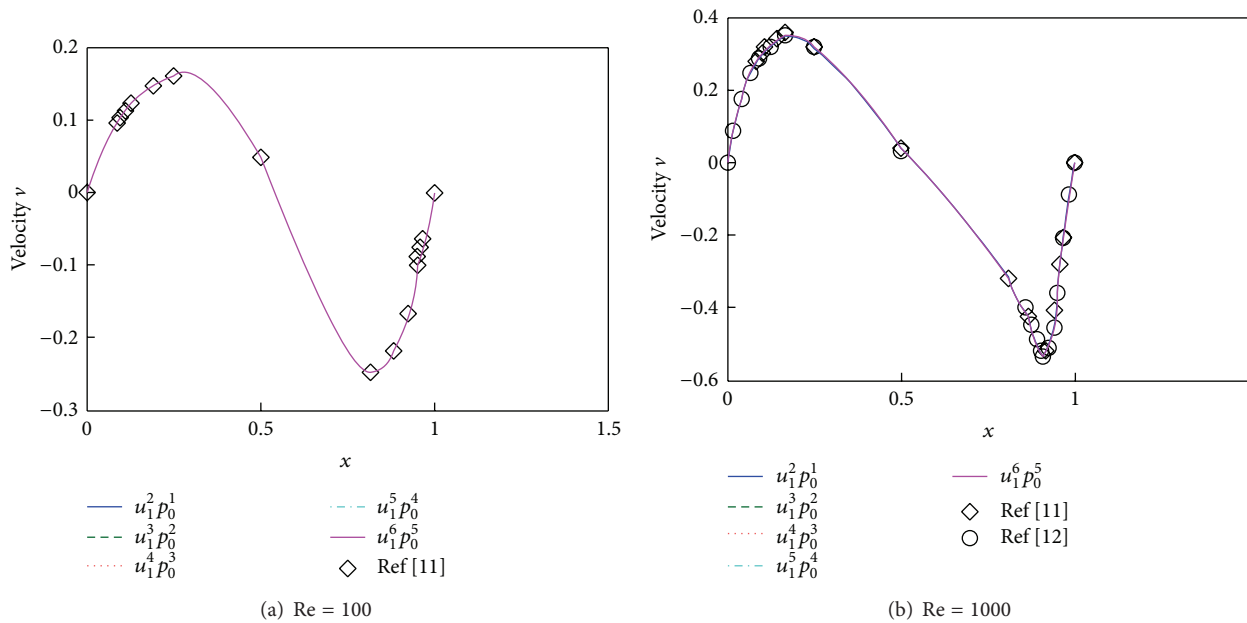 0.2
0.1
0
−0.1
−0.2
−0.3
Velocity v
0
0.5
1
1.5
x
u_1^2 p_0^1
u_1^3 p_0^2
u_1^4 p_0^3
u_1^5 p_0^4
u_1^6 p_0^5
Ref [11]
(a) Re = 100
0.4
0.2
0
−0.2
−0.4
−0.6
Velocity v
0
0.5
1
x
u_1^2 p_0^1
u_1^3 p_0^2
u_1^4 p_0^3
u_1^5 p_0^4
u_1^6 p_0^5
Ref [11]
Ref [12]
(b) Re = 1000